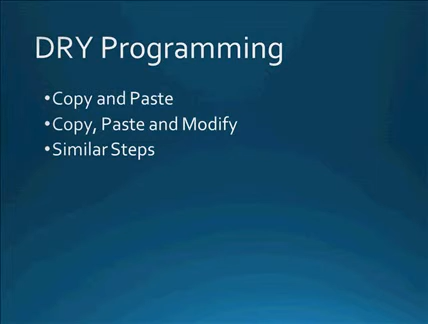 DRY Programming
•Copy and Paste
•Copy, Paste and Modify
•Similar Steps